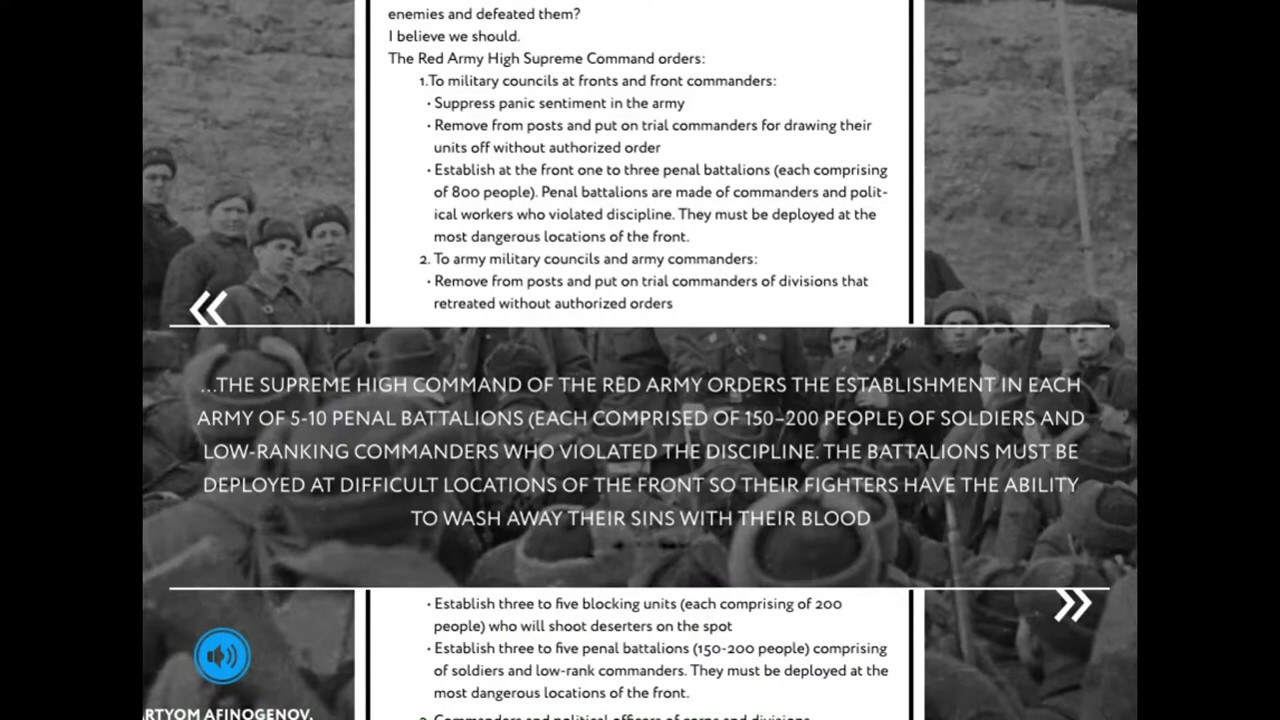 enemies and defeated them?
I believe we should.
The Red Army High Supreme Command orders:
1.To military councils at fronts and front commanders:
· Suppress panic sentiment in the army
· Remove from posts and put on trial commanders for drawing their
units off without authorized order
· Establish at the front one to three penal battalions (each comprising
of 800 people). Penal battalions are made of commanders and polit-
ical workers who violated discipline. They must be deployed at the
most dangerous locations of the front.
2. To army military councils and army commanders:
· Remove from posts and put on trial commanders of divisions that
retreated without authorized orders
«
...THE SUPREME HIGH COMMAND OF THE RED ARMY ORDERS THE ESTABLISHMENT IN EACH
ARMY OF 5-10 PENAL BATTALIONS (EACH COMPRISED OF 150–200 PEOPLE) OF SOLDIERS AND
LOW-RANKING COMMANDERS WHO VIOLATED THE DISCIPLINE. THE BATTALIONS MUST BE
DEPLOYED AT DIFFICULT LOCATIONS OF THE FRONT SO THEIR FIGHTERS HAVE THE ABILITY
TO WASH AWAY THEIR SINS WITH THEIR BLOOD
»
· Establish three to five blocking units (each comprising of 200
people) who will shoot deserters on the spot
· Establish three to five penal battalions (150-200 people) comprising
of soldiers and low-rank commanders. They must be deployed at the
most dangerous locations of the front.
RTYOM AFINOGENOV,
3. Commanders and political officers of corps and divisions